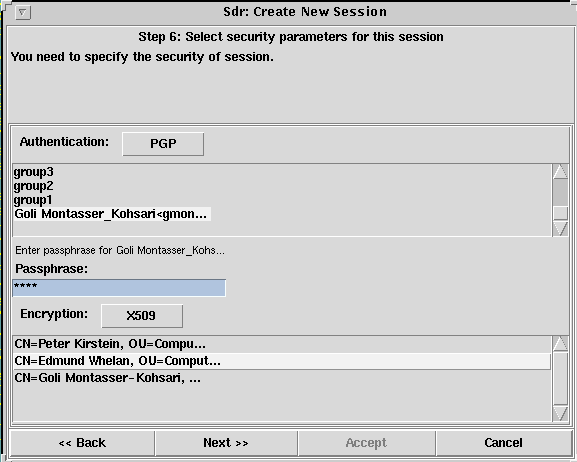 Sdr: Create New Session
Step 6: Select security parameters for this session
You need to specify the security of session.
Authentication: PGP
group3
group2
group1
Goli Montasser_Kohsari<gmon...
Enter passphrase for Goli Montasser_Kohs...
Passphrase:
****
Encryption: X509
CN=Peter Kirstein, OU=Compu...
CN=Edmund Whelan, OU=Comput...
CN=Goli Montasser-Kohsari, ...
<< Back Next >> Accept Cancel